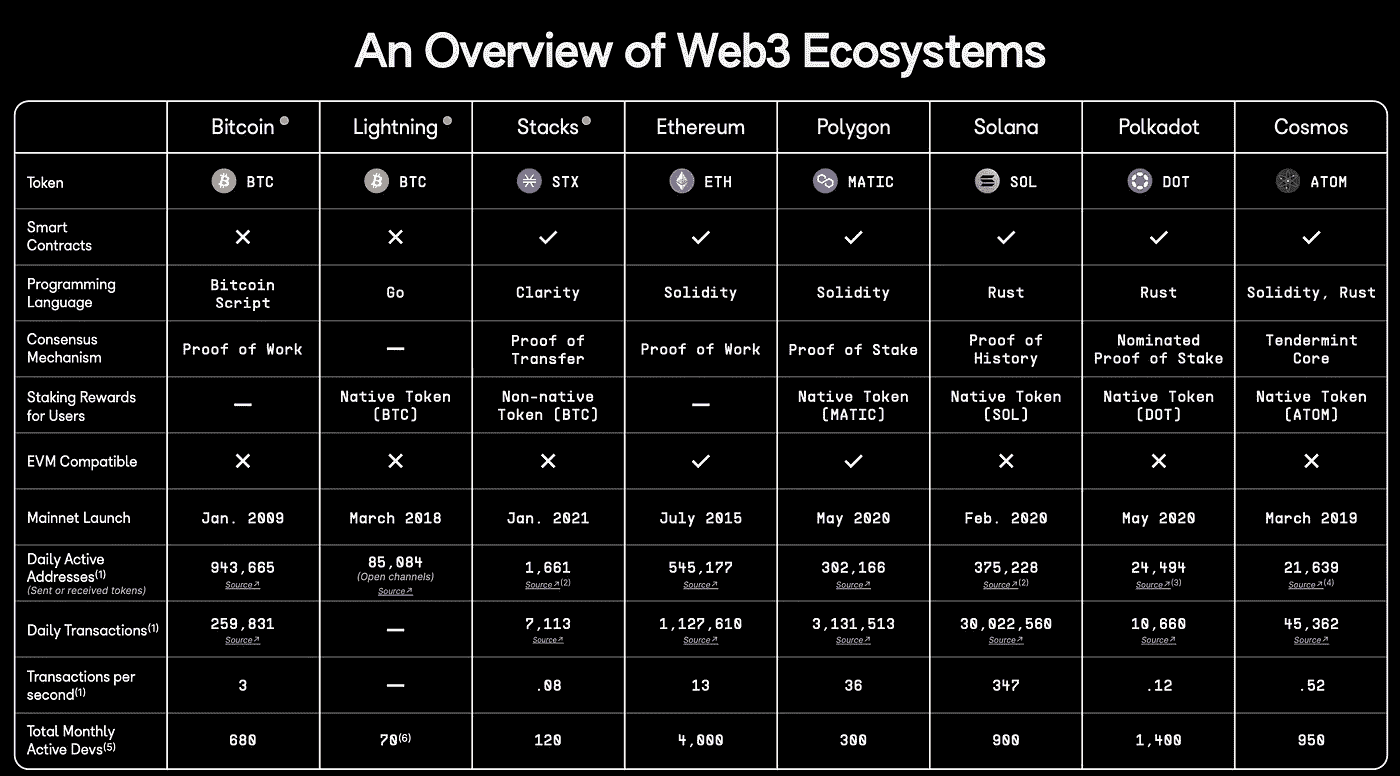 An Overview of Web3 Ecosystems
Bitcoin Lightning Stacks Ethereum Polygon Solana Polkadot Cosmos
Token BTC BTC STX ETH MATIC SOL DOT ATOM
Smart
Contracts
Programming
Language
Bitcoin
Script
Go Clarity Solidity Solidity Rust Rust Solidity, Rust
Consensus
Mechanism
Proof of Work — Proof of
Transfer
Proof of Work Proof of Stake Proof of
History
Nominated
Proof of Stake
Tendermint
Core
Staking Rewards
for Users
— Native Token
(BTC)
Non-native
Token (BTC)
— Native Token
(MATIC)
Native Token
(SOL)
Native Token
(DOT)
Native Token
(ATOM)
EVM Compatible
Mainnet Launch Jan. 2009 March 2018 Jan. 2021 July 2015 May 2020 Feb. 2020 May 2020 March 2019
Daily Active
Addresses(1)
(Sent or received tokens)
943,665
Source↗
85,084
(Open channels)
Source↗
1,661
Source↗(2)
545,177
Source↗
302,166
Source↗
375,228
Source↗(2)
24,494
Source↗(3)
21,639
Source↗(4)
Daily Transactions(1)
259,831
Source↗
—
7,113
Source↗
1,127,610
Source↗
3,131,513
Source↗
30,022,560
Source↗
10,660
Source↗
45,362
Source↗
Transactions per
second(1)
3 — .08 13 36 347 .12 .52
Total Monthly
Active Devs(5)
680 70(6) 120 4,000 300 900 1,400 950